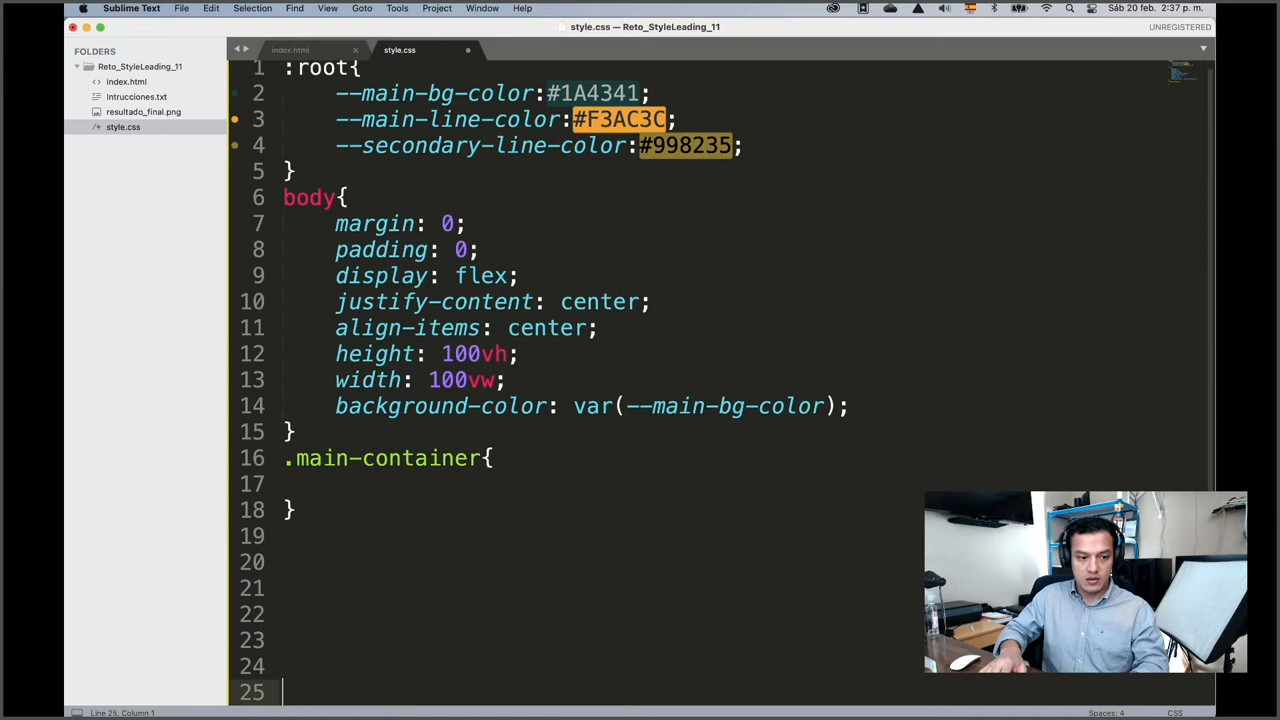 Sublime Text File Edit Selection Find View Goto Tools Project Window Help Sáb 20 feb. 2:37 p. m.
style.css — Reto_StyleLeading_11 UNREGISTERED
FOLDERS
Reto_StyleLeading_11
index.html
intrucciones.txt
resultado_final.png
style.css
index.html style.css
1 :root{
2 --main-bg-color:#1A4341;
3 --main-line-color:#F3AC3C;
4 --secondary-line-color:#998235;
5 }
6 body{
7 margin: 0;
8 padding: 0;
9 display: flex;
10 justify-content: center;
11 align-items: center;
12 height: 100vh;
13 width: 100vw;
14 background-color: var(--main-bg-color);
15 }
16 .main-container{
17
18 }
19
20
21
22
23
24
25
Line 25, Column 1 Spaces: 4 CSS